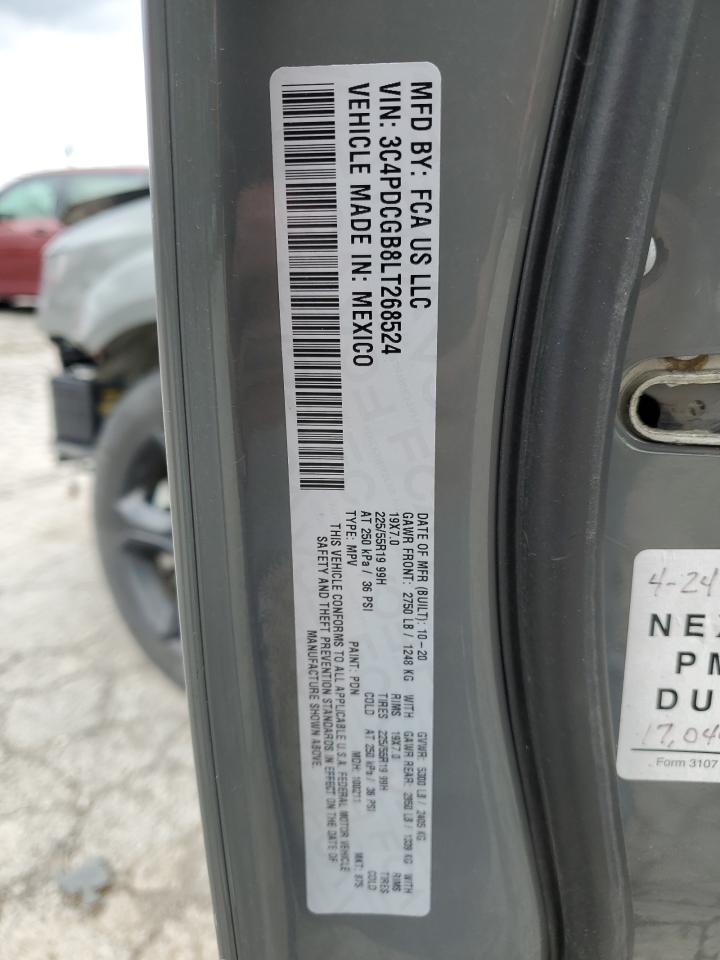 MFD BY: FCA US LLC
VIN: 3C4PDCGB8LT268524
VEHICLE MADE IN: MEXICO
DATE OF MFR (BUILT): 10-20 GVWR: 5300 LB / 2405 KG
GAWR FRONT: 2750 LB / 1248 KG WITH GAWR REAR: 2950 LB / 1339 KG WITH
19X7.0 RIMS 19X7.0 RIMS
225/55R19 99H TIRES 225/55R19 99H TIRES
AT 250 kPa / 36 PSI COLD AT 250 kPa / 36 PSI COLD
TYPE: MPV PAINT: PDN MDH: 100211 MKT: 875
THIS VEHICLE CONFORMS TO ALL APPLICABLE U.S.A. FEDERAL MOTOR VEHICLE
SAFETY AND THEFT PREVENTION STANDARDS IN EFFECT ON THE DATE OF
MANUFACTURE SHOWN ABOVE.
4-24
NEX
PM
DU
17,04
Form 3107